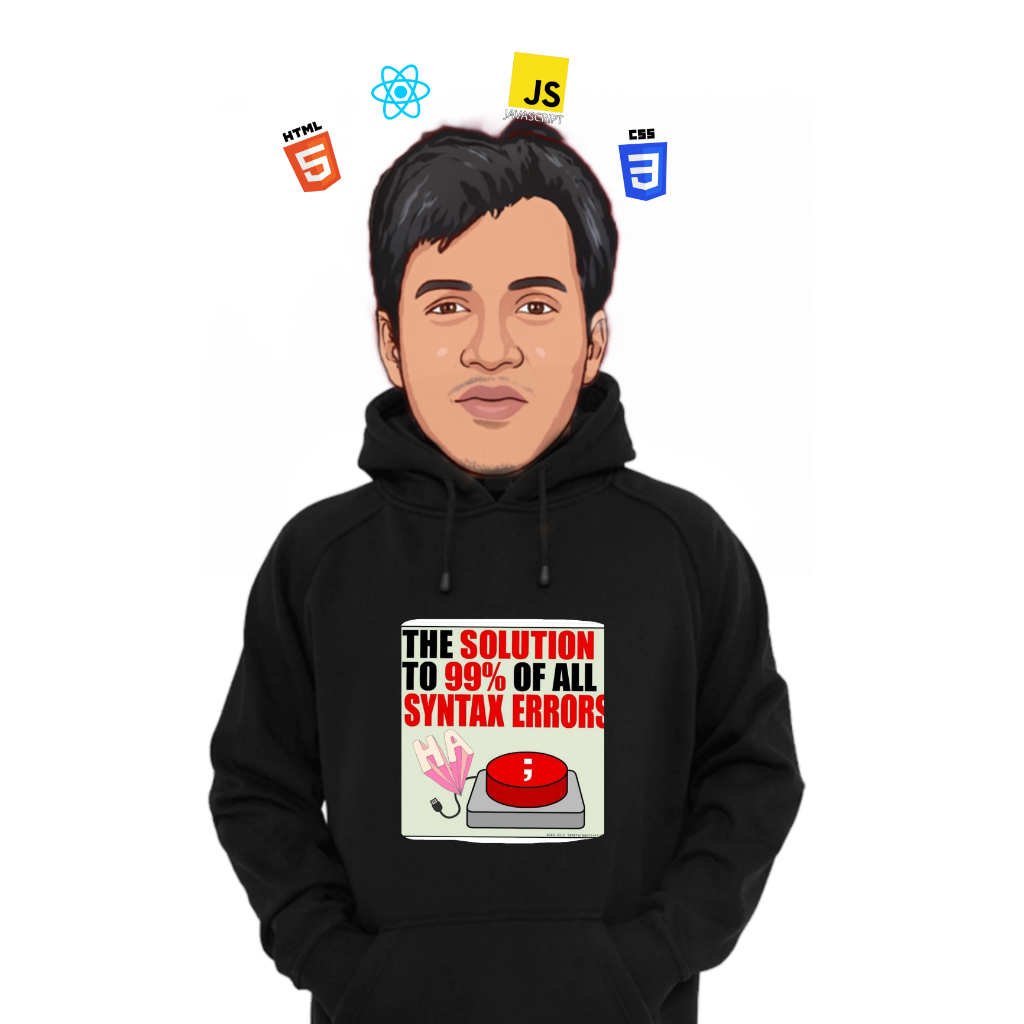 JS
JAVASCRIPT
HTML
5
CSS
3
THE SOLUTION
TO 99% OF ALL
SYNTAX ERRORS
HA
;